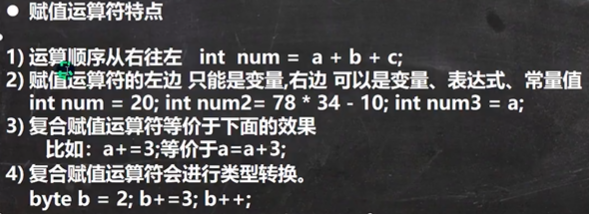 ● 赋值运算符特点
1) 运算顺序从右往左 int num = a + b + c;
2) 赋值运算符的左边 只能是变量,右边 可以是变量、表达式、常量值
int num = 20; int num2= 78 * 34 - 10; int num3 = a;
3) 复合赋值运算符等价于下面的效果
比如：a+=3;等价于a=a+3;
4) 复合赋值运算符会进行类型转换。
byte b = 2; b+=3; b++;